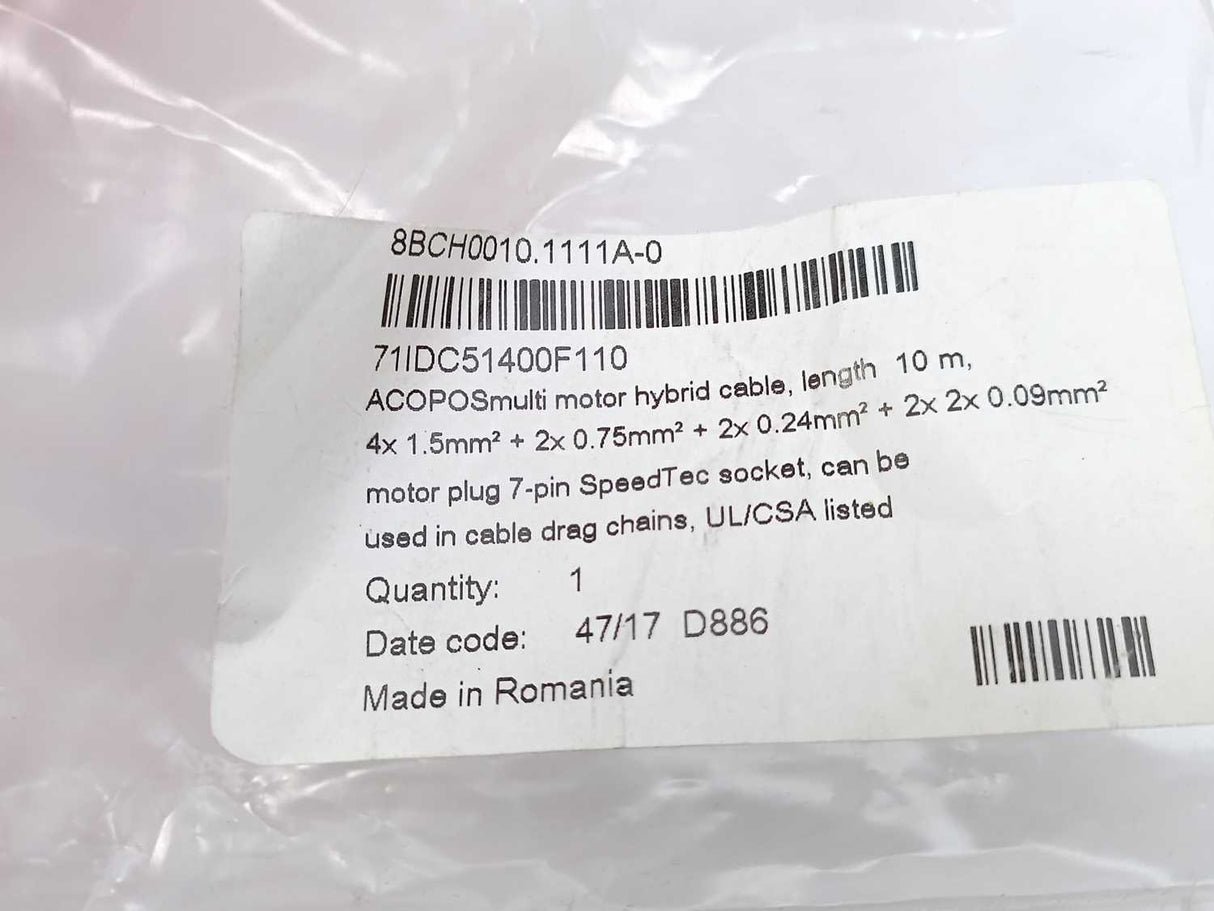 8BCH0010.1111A-0
71IDC51400F110
ACOPOSmulti motor hybrid cable, length 10 m,
4x 1.5mm² + 2x 0.75mm² + 2x 0.24mm² + 2x 2x 0.09mm²
motor plug 7-pin SpeedTec socket, can be
used in cable drag chains, UL/CSA listed
Quantity: 1
Date code: 47/17 D886
Made in Romania